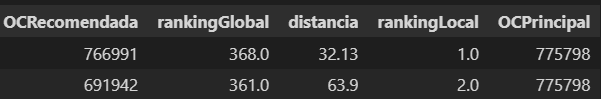 OCRecomendada rankingGlobal distancia rankingLocal OCPrincipal
766991 368.0 32.13 1.0 775798
691942 361.0 63.9 2.0 775798